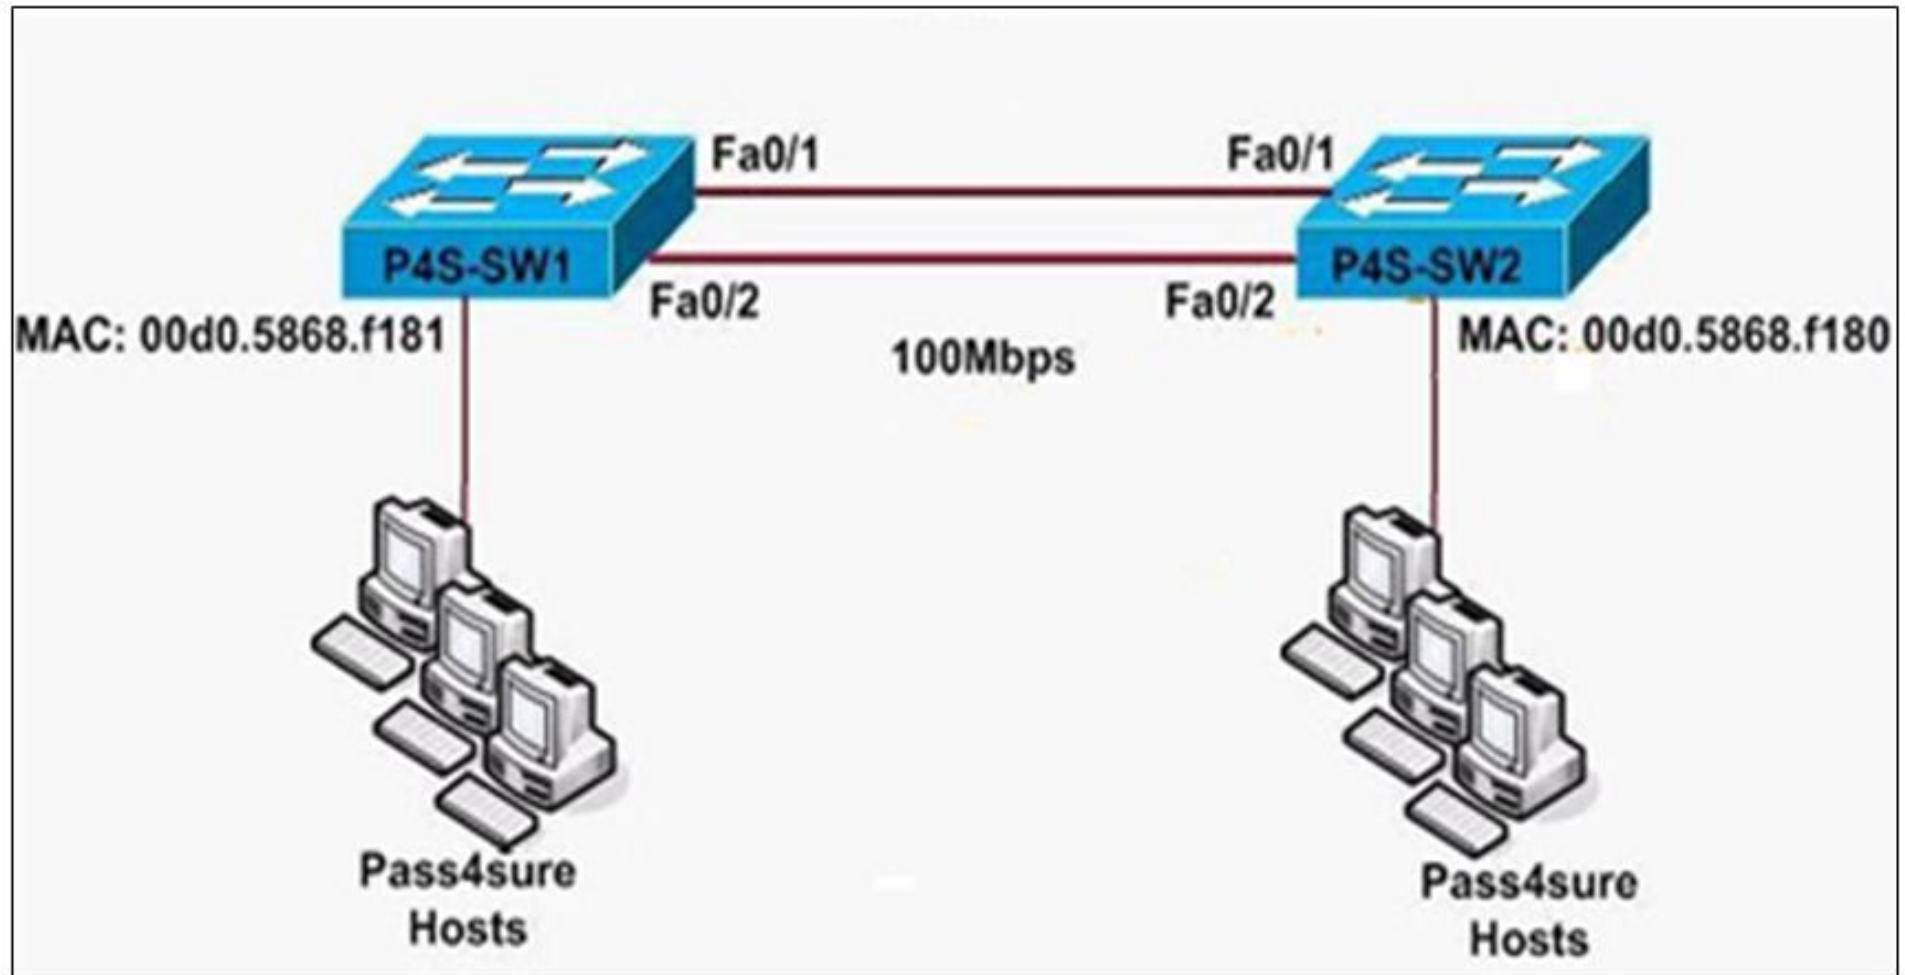 Fa0/1
Fa0/1
P4S-SW1
P4S-SW2
Fa0/2
Fa0/2
MAC: 00d0.5868.f181
MAC: 00d0.5868.f180
100Mbps
Pass4sure
Hosts
Pass4sure
Hosts